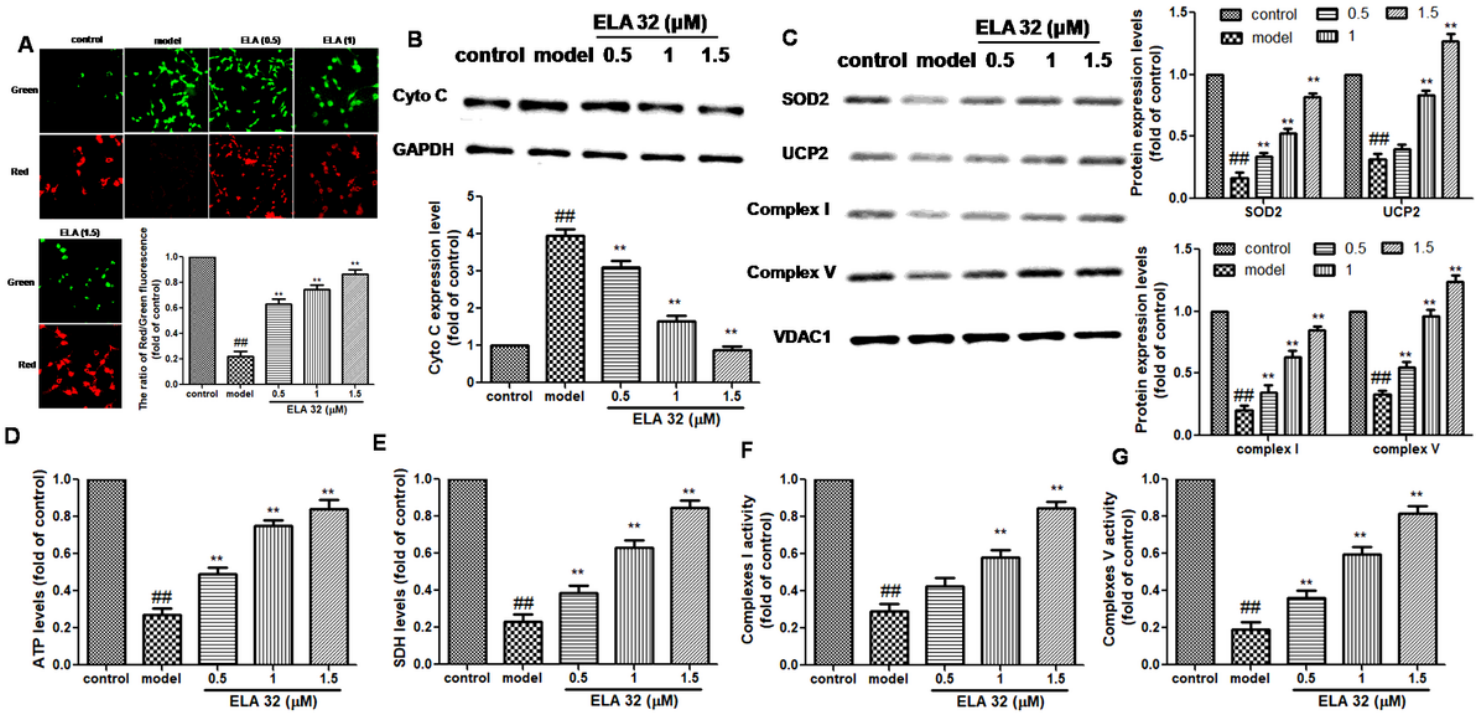 A
control model ELA (0.5) ELA (1)
Green
Red
ELA (1.5)
Green
Red
The ratio of Red/Green fluorescence
(fold of control)
1.0
0.8
0.6
0.4
0.2
0.0
##
**
**
**
control model 0.5 1 1.5
ELA 32 (μM)
B
ELA 32 (μM)
control model 0.5 1 1.5
Cyto C
GAPDH
Cyto C expression level
(fold of control)
5
4
3
2
1
0
##
**
**
**
control model 0.5 1 1.5
ELA 32 (μM)
C
ELA 32 (μM)
control model 0.5 1 1.5
SOD2
UCP2
Complex I
Complex V
VDAC1
Protein expression levels
(fold of control)
1.5
1.0
0.5
0.0
control 0.5 1.5
model 1
## ** ** **
## ** **
SOD2 UCP2
Protein expression levels
(fold of control)
1.5
1.0
0.5
0.0
control 0.5 1.5
model 1
## ** ** **
## ** ** **
complex I complex V
D
ATP levels (fold of control)
1.0
0.8
0.6
0.4
0.2
0.0
##
**
**
**
control model 0.5 1 1.5
ELA 32 (μM)
E
SDH levels (fold of control)
1.0
0.8
0.6
0.4
0.2
0.0
##
**
**
**
control model 0.5 1 1.5
ELA 32 (μM)
F
Complexes I activity
(fold of control)
1.0
0.8
0.6
0.4
0.2
0.0
##
**
**
control model 0.5 1 1.5
ELA 32 (μM)
G
Complexes V activity
(fold of control)
1.0
0.8
0.6
0.4
0.2
0.0
##
**
**
**
control model 0.5 1 1.5
ELA 32 (μM)